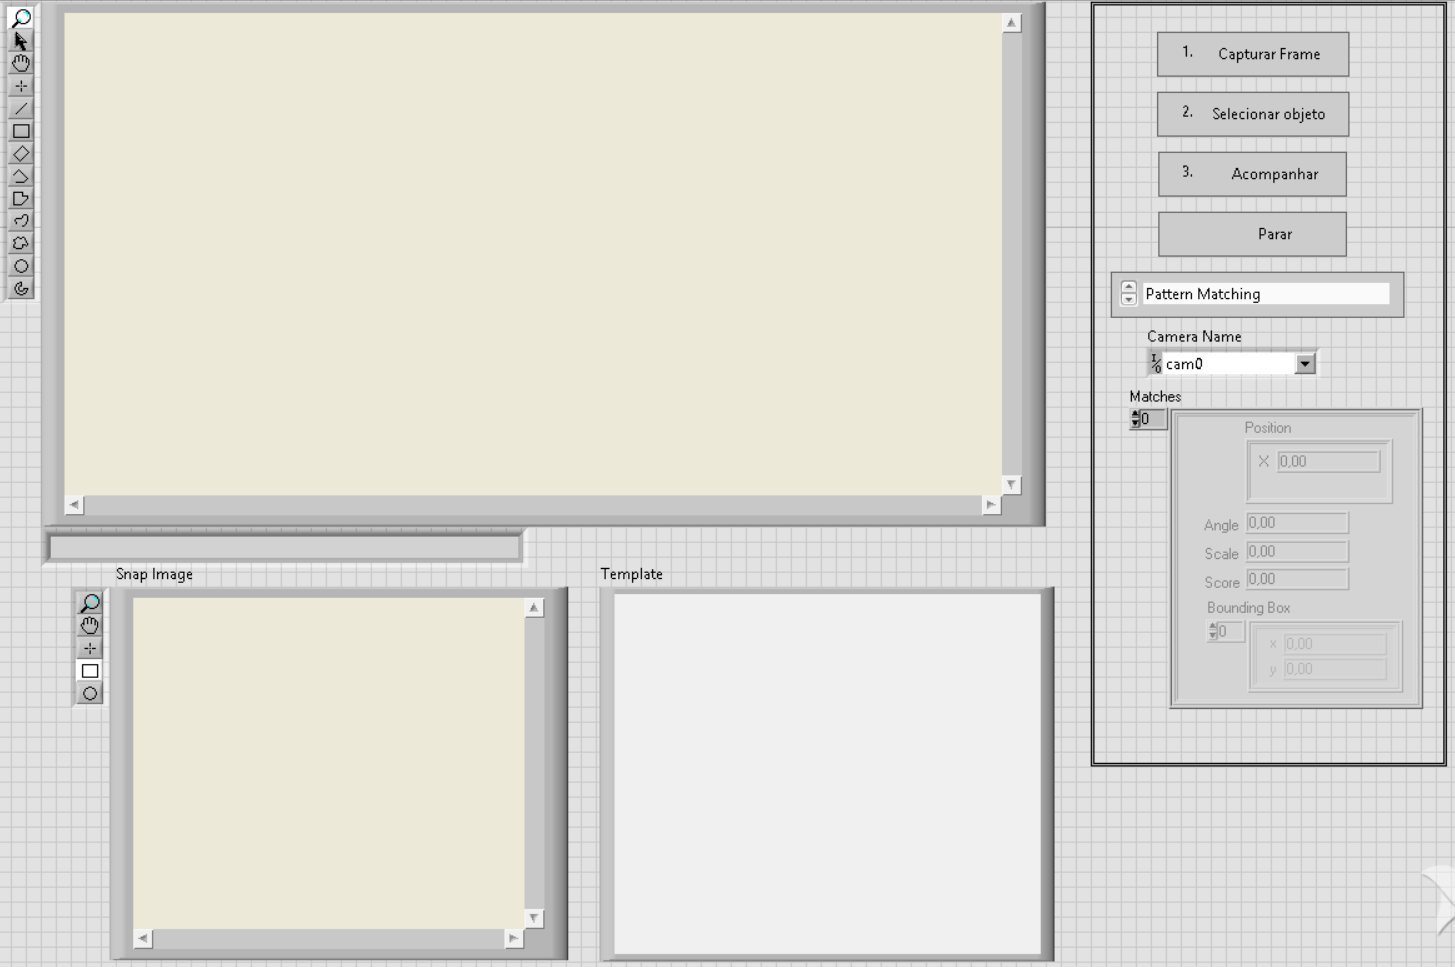 1. Capturar Frame
2. Selecionar objeto
3. Acompanhar
Parar
Pattern Matching
Camera Name
I/O cam0
Matches
0
Position
X 0,00
Angle 0,00
Scale 0,00
Score 0,00
Bounding Box
0
x 0,00
y 0,00
Snap Image
Template